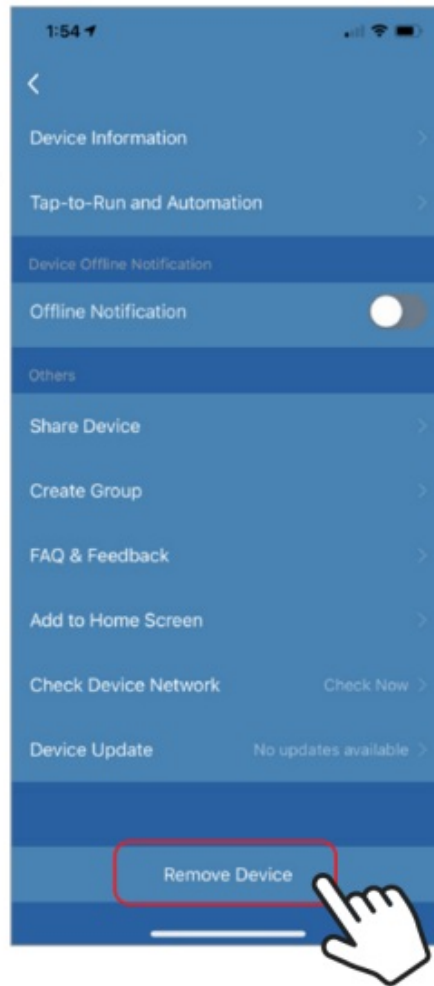 1:54
Device Information
Tap-to-Run and Automation
Device Offline Notification
Offline Notification
Others
Share Device
Create Group
FAQ & Feedback
Add to Home Screen
Check Device Network Check Now
Device Update No updates available
Remove Device